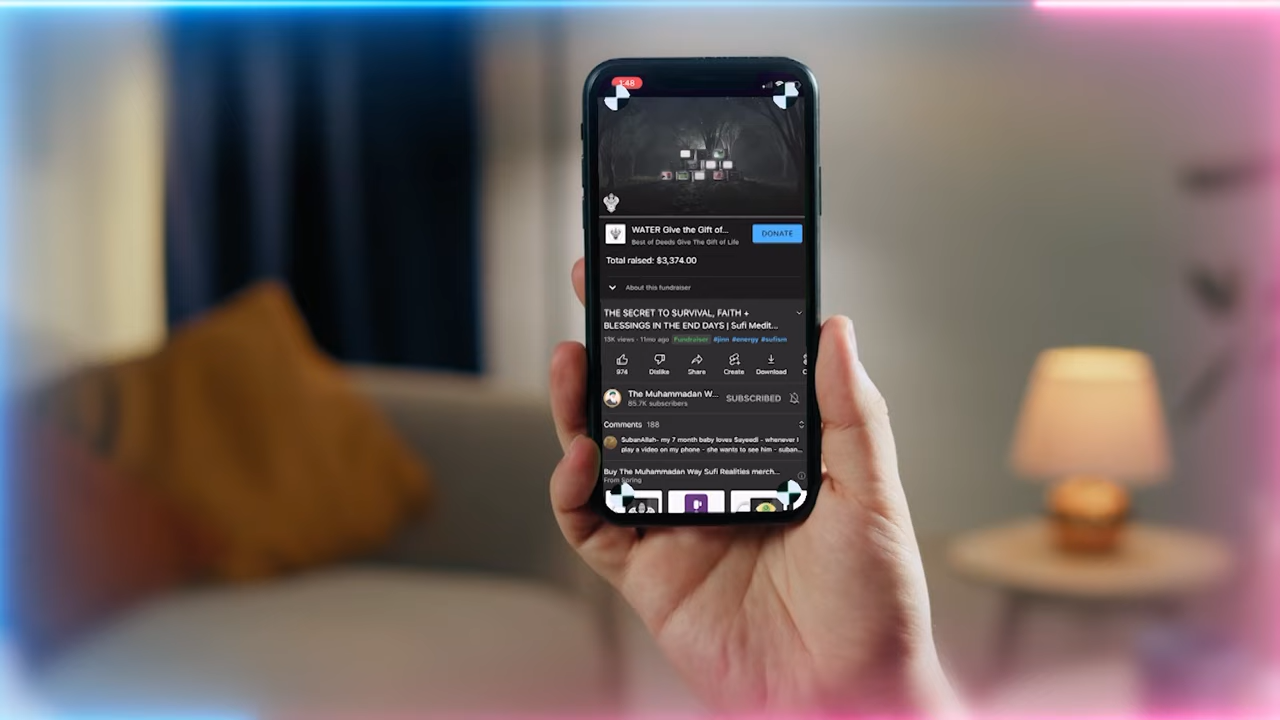 1:48
WATER Give the Gift of...
DONATE
Best of Deeds Give The Gift of Life
Total raised: $3,374.00
About this fundraiser
THE SECRET TO SURVIVAL, FAITH +
BLESSINGS IN THE END DAYS | Sufi Medit...
13K views · 11mo ago Fundraiser #jinn #energy #sufism
974 Dislike Share Create Download C
The Muhammadan W...
85.7K subscribers
SUBSCRIBED
Comments 188
SubanAllah- my 7 month baby loves Sayeedi - whenever I
play a video on my phone - she wants to see him - suban...
Buy The Muhammadan Way Sufi Realities merch...
From Spring